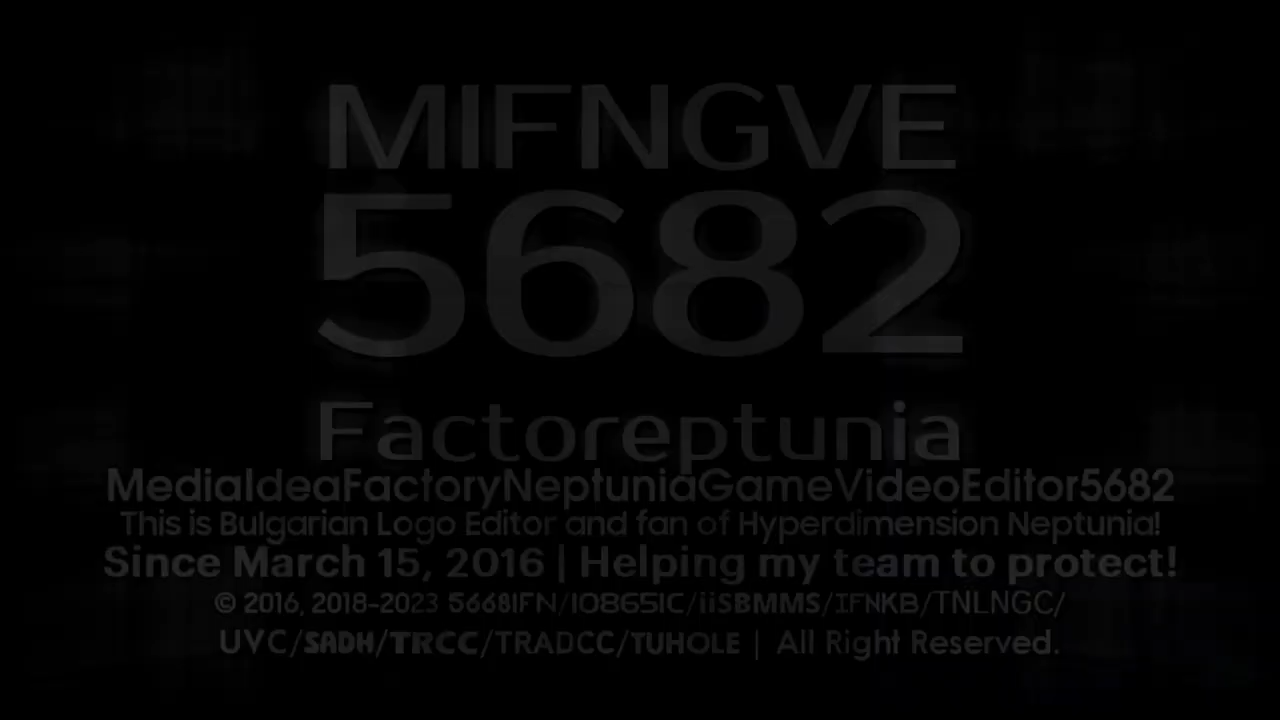 MIFNGVE
5682
Factoreptunia
MediaIdeaFactoryNeptuniaGameVideoEditor5682
This is Bulgarian Logo Editor and fan of Hyperdimension Neptunia!
Since March 15, 2016 | Helping my team to protect!
© 2016, 2018-2023 5668IFN/IO865IC/iiSBMMS/IFNKB/TNLNGC/
UVC/SADH/TRCC/TRADCC/TUHOLE | All Right Reserved.